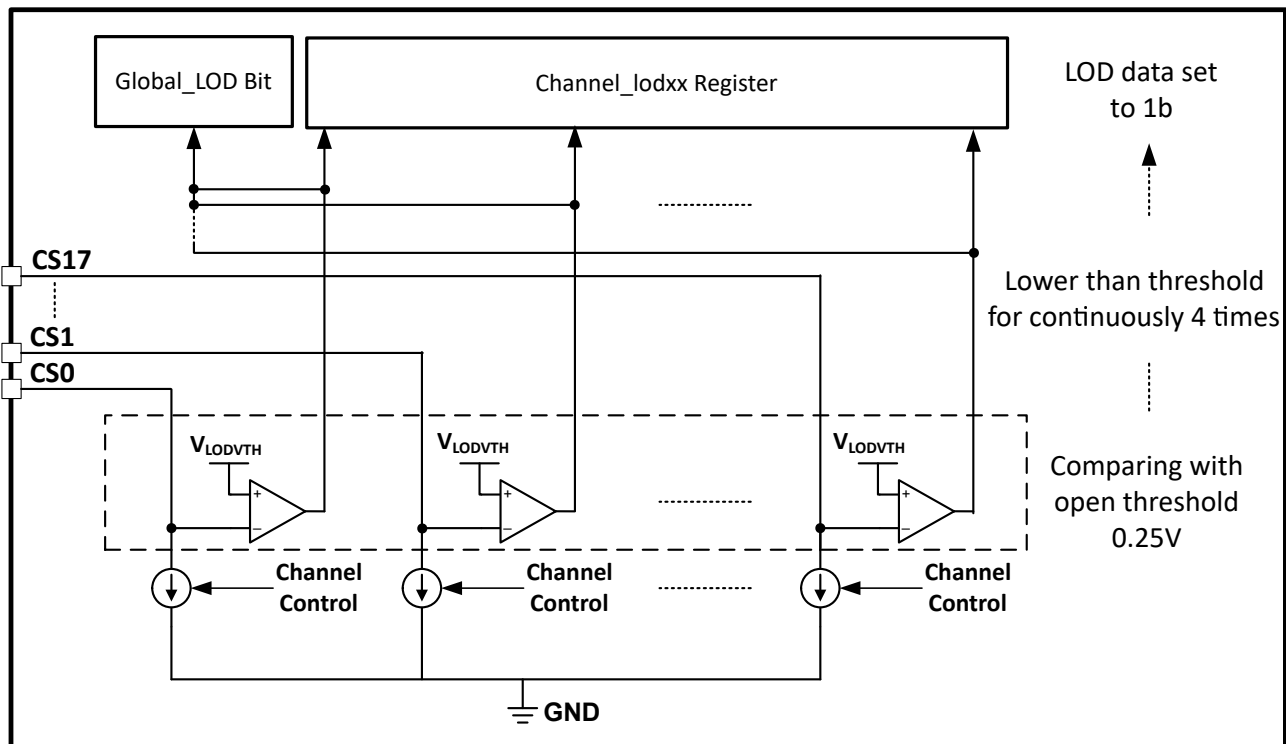 Global_LOD Bit
Channel_lodxx Register
LOD data set
to 1b
CS17
Lower than threshold
for continuously 4 times
CS1
CS0
VLODVTH
VLODVTH
VLODVTH
+
−
+
−
+
−
Comparing with
open threshold
0.25V
Channel
Control
Channel
Control
Channel
Control
GND